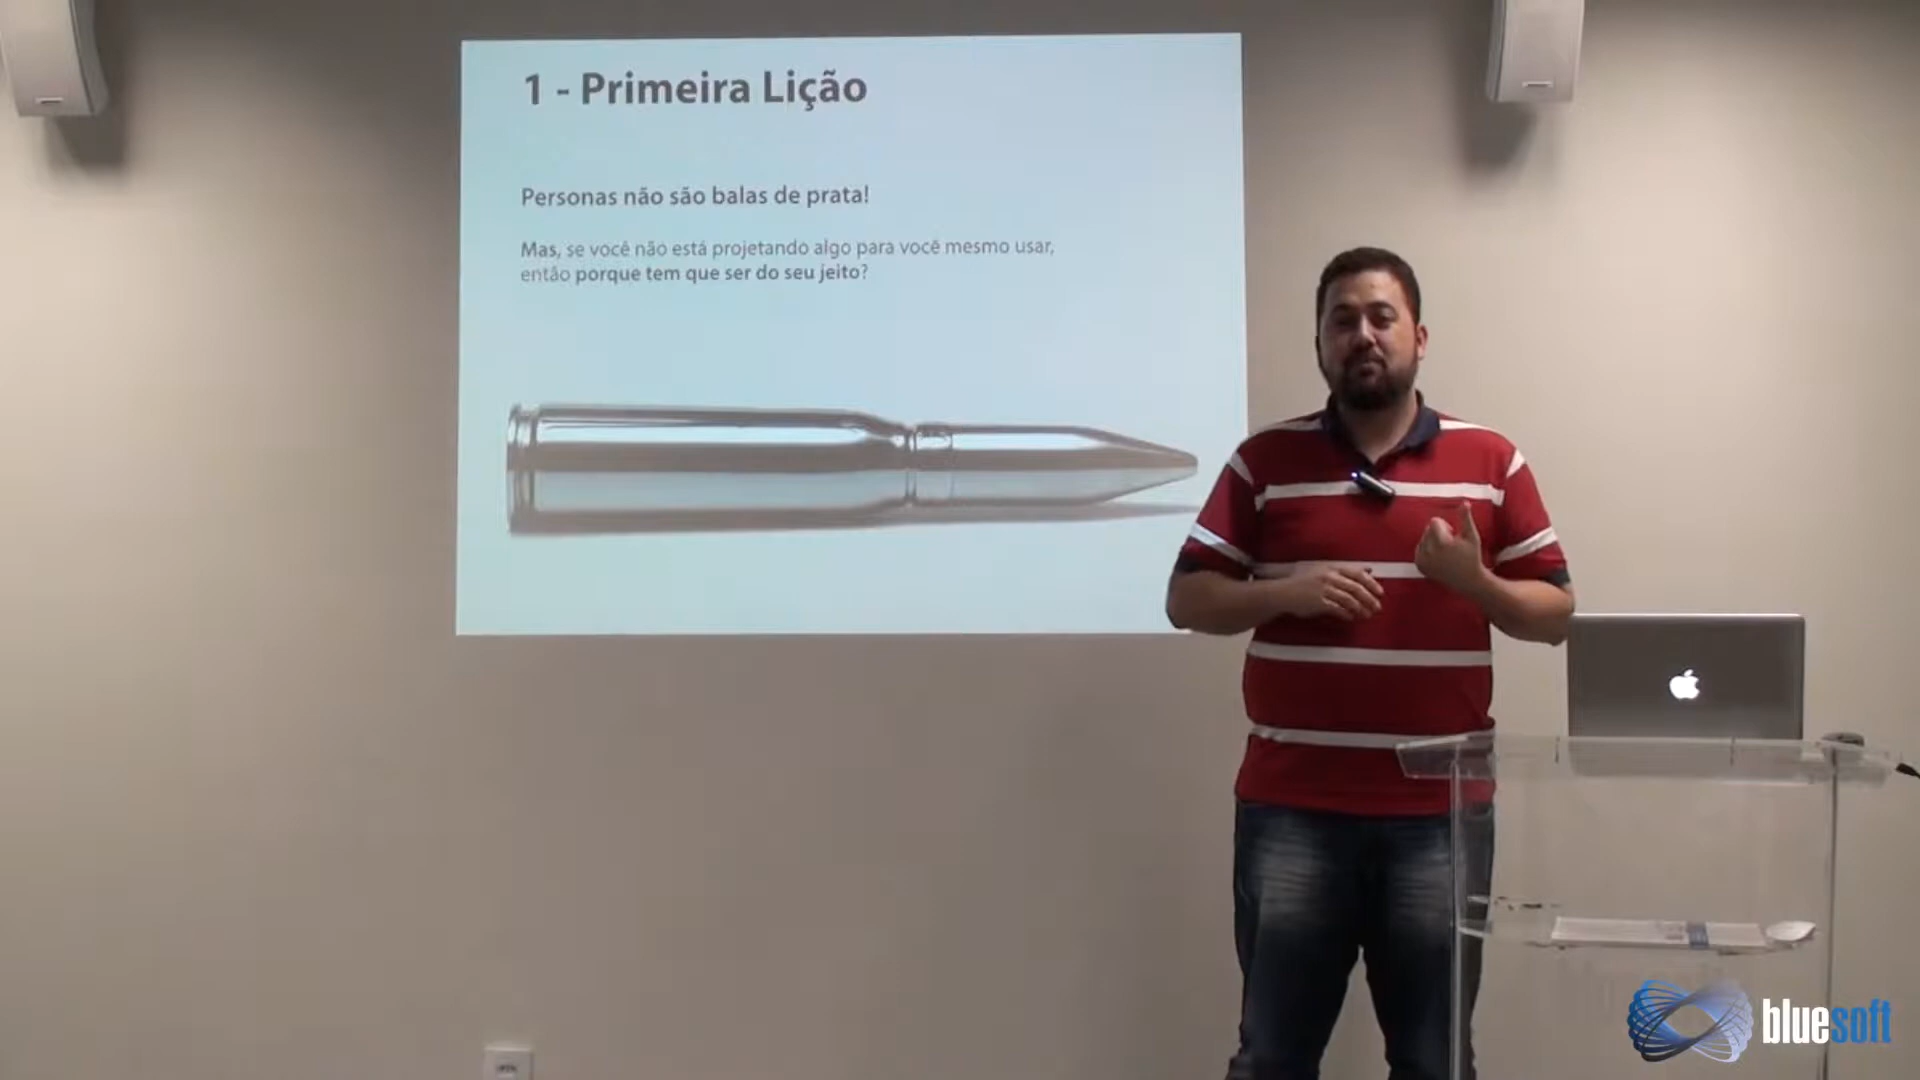 1 - Primeira Lição
Personas não são balas de prata!
Mas, se você não está projetando algo para você mesmo usar,
então porque tem que ser do seu jeito?
bluesoft